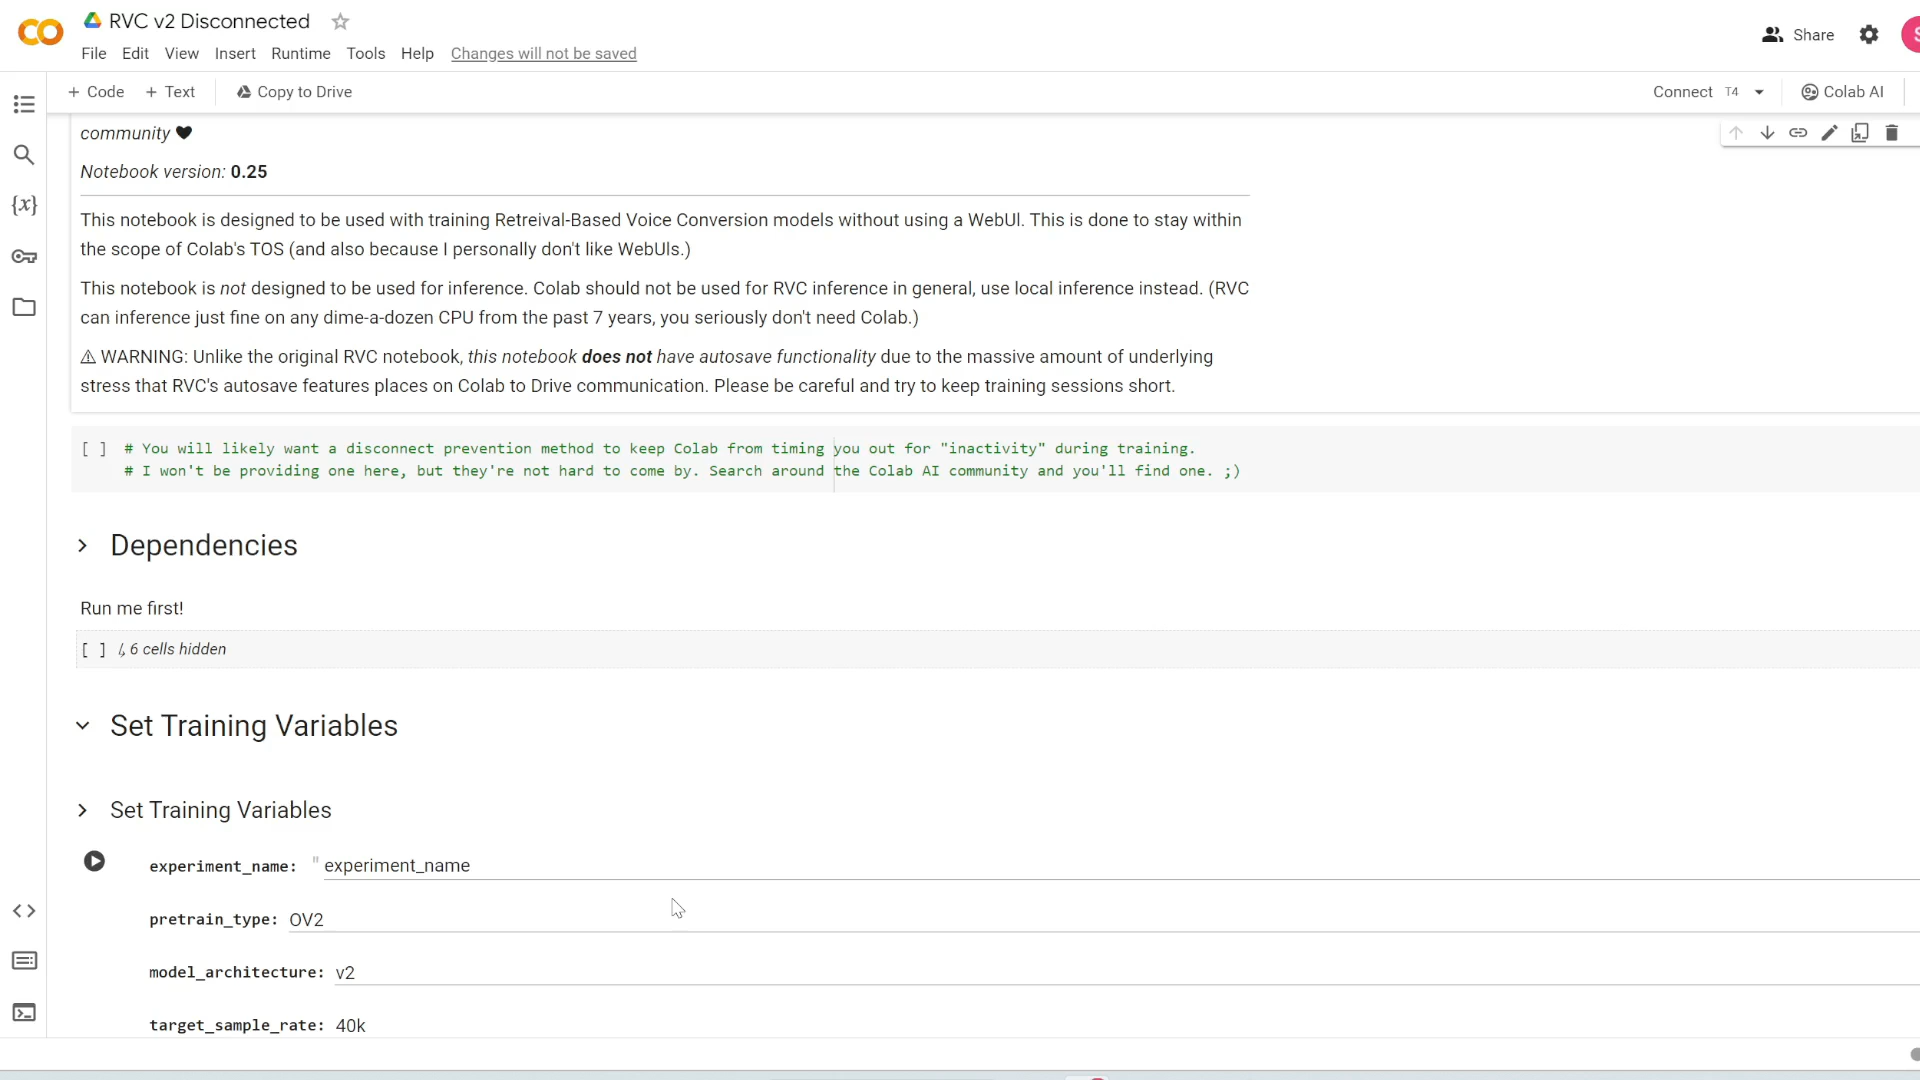 RVC v2 Disconnected
File Edit View Insert Runtime Tools Help Changes will not be saved
Share
S
+ Code + Text Copy to Drive
Connect T4 Colab AI
community ♥
Notebook version: 0.25
This notebook is designed to be used with training Retreival-Based Voice Conversion models without using a WebUI. This is done to stay within
the scope of Colab's TOS (and also because I personally don't like WebUIs.)
This notebook is not designed to be used for inference. Colab should not be used for RVC inference in general, use local inference instead. (RVC
can inference just fine on any dime-a-dozen CPU from the past 7 years, you seriously don't need Colab.)
⚠ WARNING: Unlike the original RVC notebook, this notebook does not have autosave functionality due to the massive amount of underlying
stress that RVC's autosave features places on Colab to Drive communication. Please be careful and try to keep training sessions short.
[ ] # You will likely want a disconnect prevention method to keep Colab from timing you out for "inactivity" during training.
# I won't be providing one here, but they're not hard to come by. Search around the Colab AI community and you'll find one. ;)
Dependencies
Run me first!
[ ] ↳ 6 cells hidden
Set Training Variables
Set Training Variables
experiment_name: " experiment_name
pretrain_type: OV2
model_architecture: v2
target_sample_rate: 40k